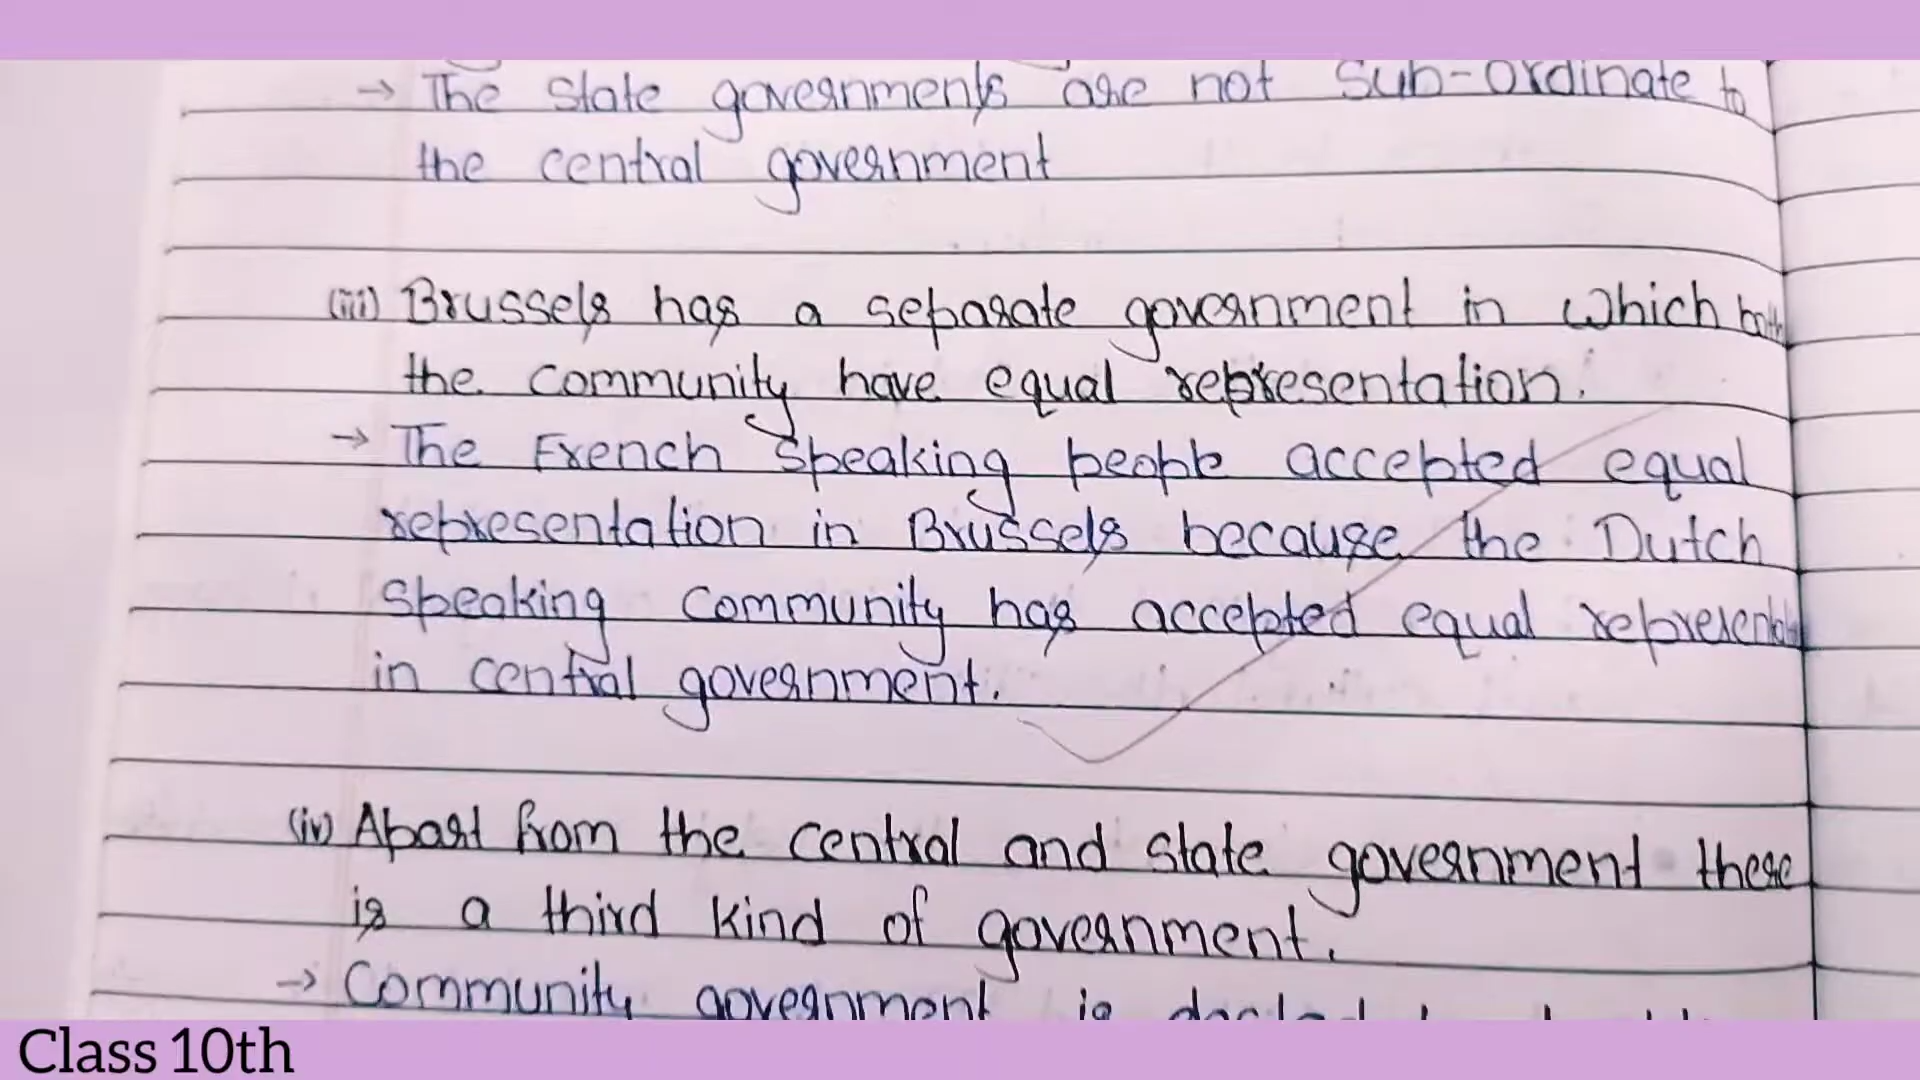 → The state governments are not Sub-ordinate to
the central government
(iii) Brussels has a separate government in which both
the community have equal representation.
→ The French speaking people accepted equal
representation in Brussels because the Dutch
speaking community has accepted equal
in central government.
(iv) Apart from the central and state government there
is a third kind of government.
→ Community government is
Class 10th